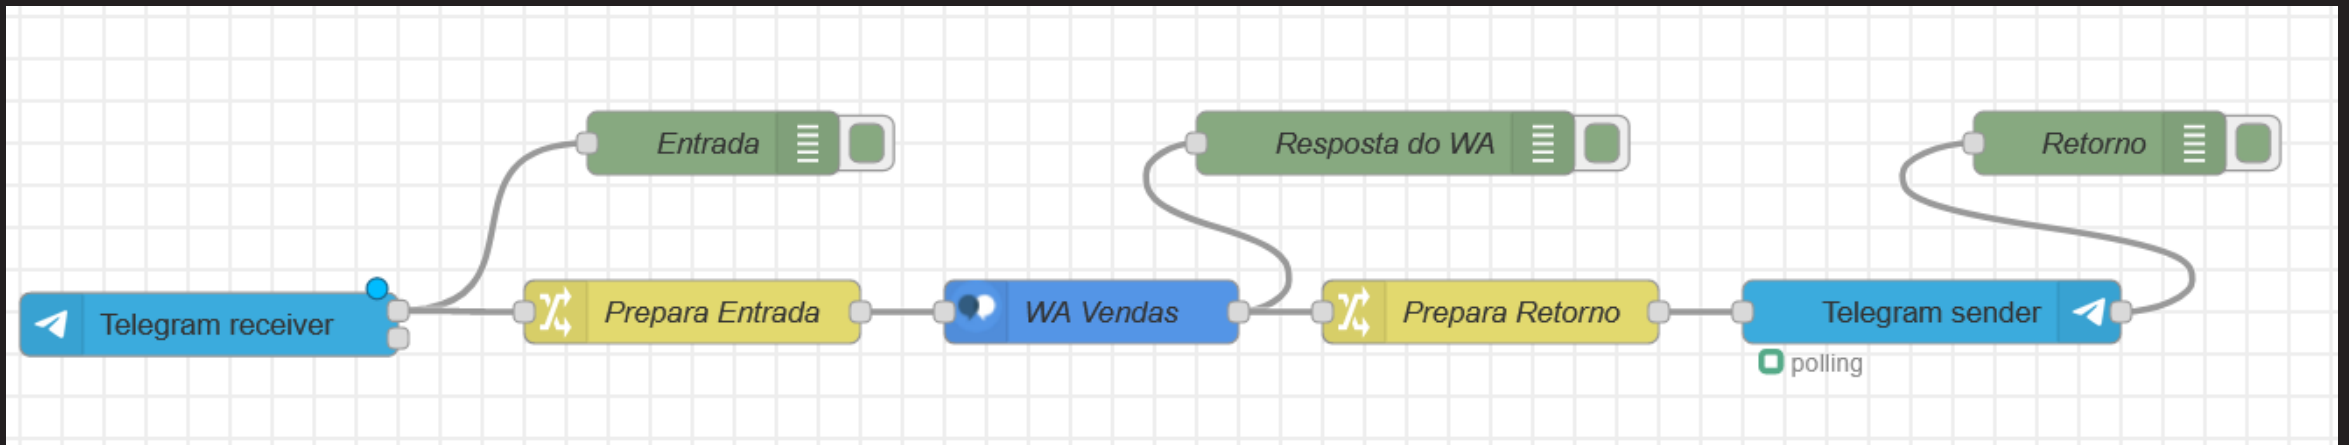 Entrada
Resposta do WA
Retorno
Telegram receiver
Prepara Entrada
WA Vendas
Prepara Retorno
Telegram sender
polling